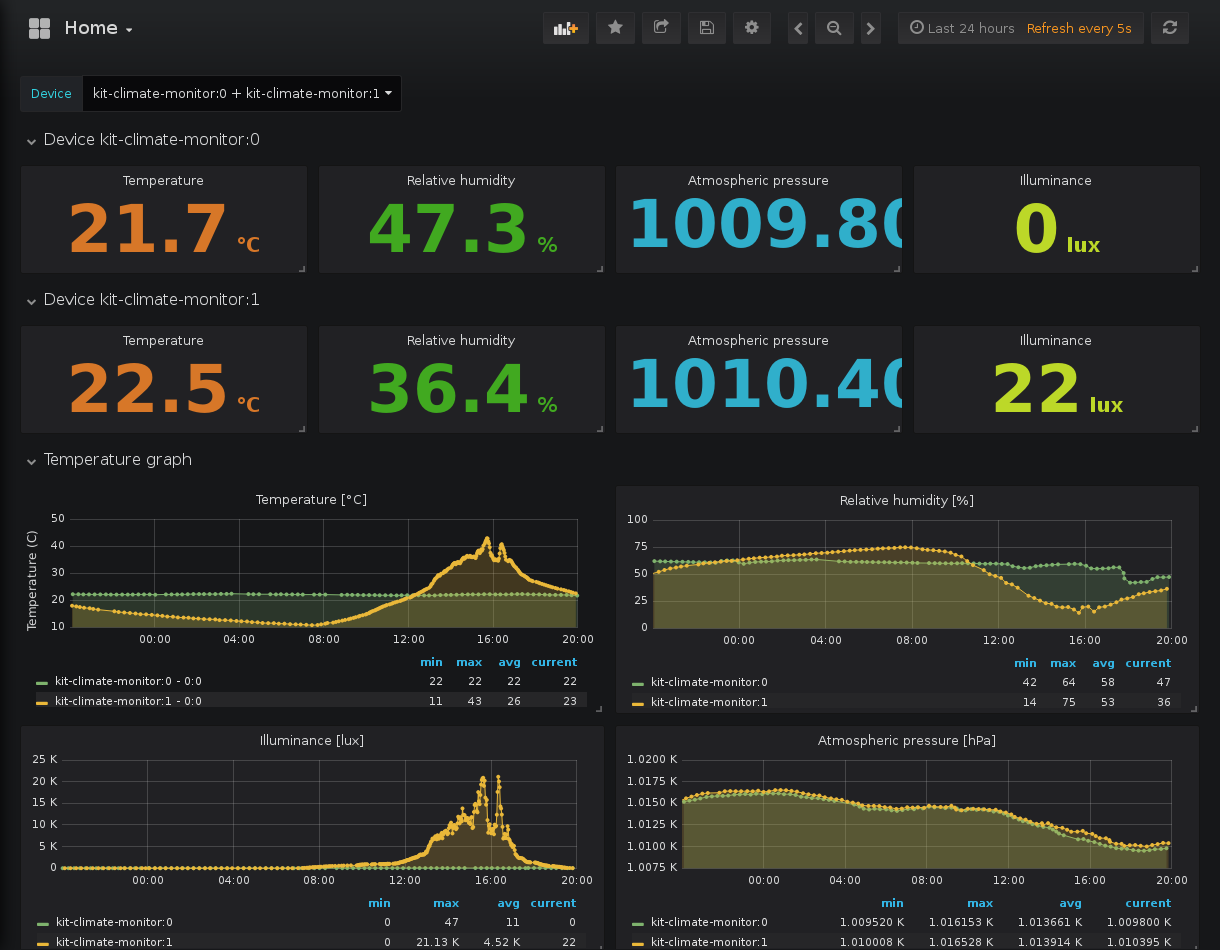 Home
Last 24 hours Refresh every 5s
Device kit-climate-monitor:0 + kit-climate-monitor:1
Device kit-climate-monitor:0
Temperature Relative humidity Atmospheric pressure Illuminance
21.7 °C 47.3 % 1009.80 0 lux
Device kit-climate-monitor:1
Temperature Relative humidity Atmospheric pressure Illuminance
22.5 °C 36.4 % 1010.40 22 lux
Temperature graph
Temperature [°C]
Temperature (C)
50
40
30
20
10
00:00 04:00 08:00 12:00 16:00 20:00
min max avg current
kit-climate-monitor:0 - 0:0 22 22 22 22
kit-climate-monitor:1 - 0:0 11 43 26 23
Relative humidity [%]
100
75
50
25
0
00:00 04:00 08:00 12:00 16:00 20:00
min max avg current
kit-climate-monitor:0 42 64 58 47
kit-climate-monitor:1 14 75 53 36
Illuminance [lux]
25 K
20 K
15 K
10 K
5 K
0
00:00 04:00 08:00 12:00 16:00 20:00
min max avg current
kit-climate-monitor:0 0 47 11 0
kit-climate-monitor:1 0 21.13 K 4.52 K 22
Atmospheric pressure [hPa]
1.0200 K
1.0175 K
1.0150 K
1.0125 K
1.0100 K
1.0075 K
00:00 04:00 08:00 12:00 16:00 20:00
min max avg current
kit-climate-monitor:0 1.009520 K 1.016153 K 1.013661 K 1.009800 K
kit-climate-monitor:1 1.010008 K 1.016528 K 1.013914 K 1.010395 K